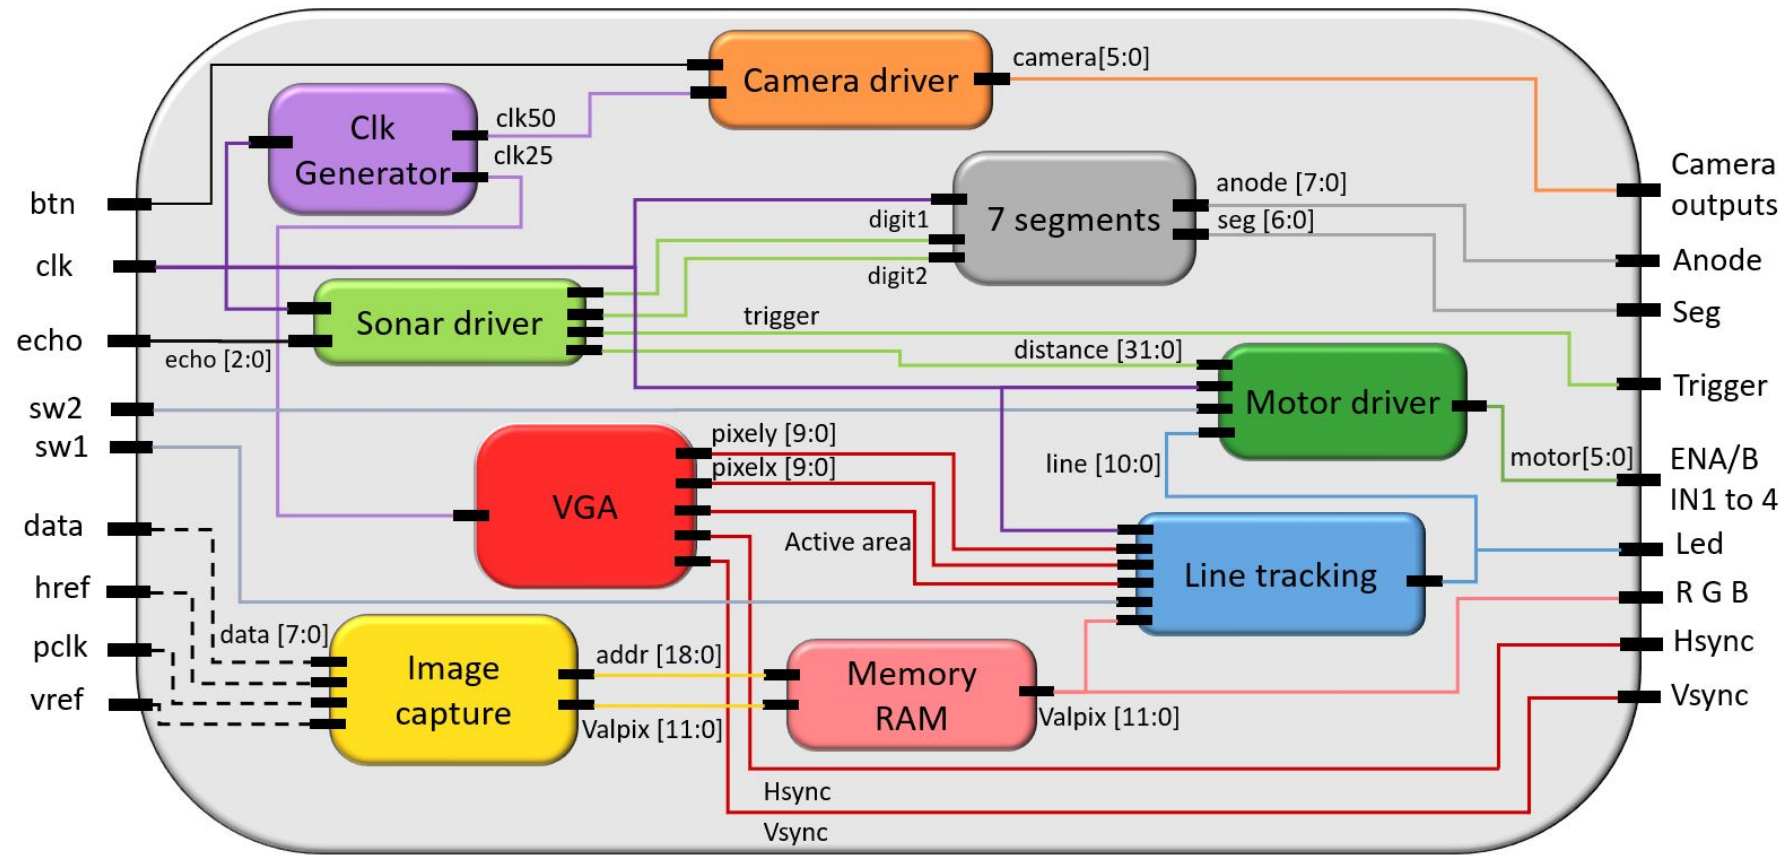 camera[5:0]
Camera driver
Clk
Generator
clk50
clk25
Camera
outputs
anode [7:0]
seg [6:0]
7 segments
digit1
digit2
btn
clk
Anode
Seg
Sonar driver
trigger
echo
echo [2:0]
distance [31:0]
Motor driver
Trigger
sw2
sw1
pixely [9:0]
pixelx [9:0]
line [10:0]
motor[5:0]
ENA/B
IN1 to 4
VGA
data
Active area
Led
Line tracking
href
R G B
data [7:0]
pclk
Hsync
addr [18:0]
Image
capture
Memory
RAM
vref
Vsync
Valpix [11:0]
Valpix [11:0]
Hsync
Vsync